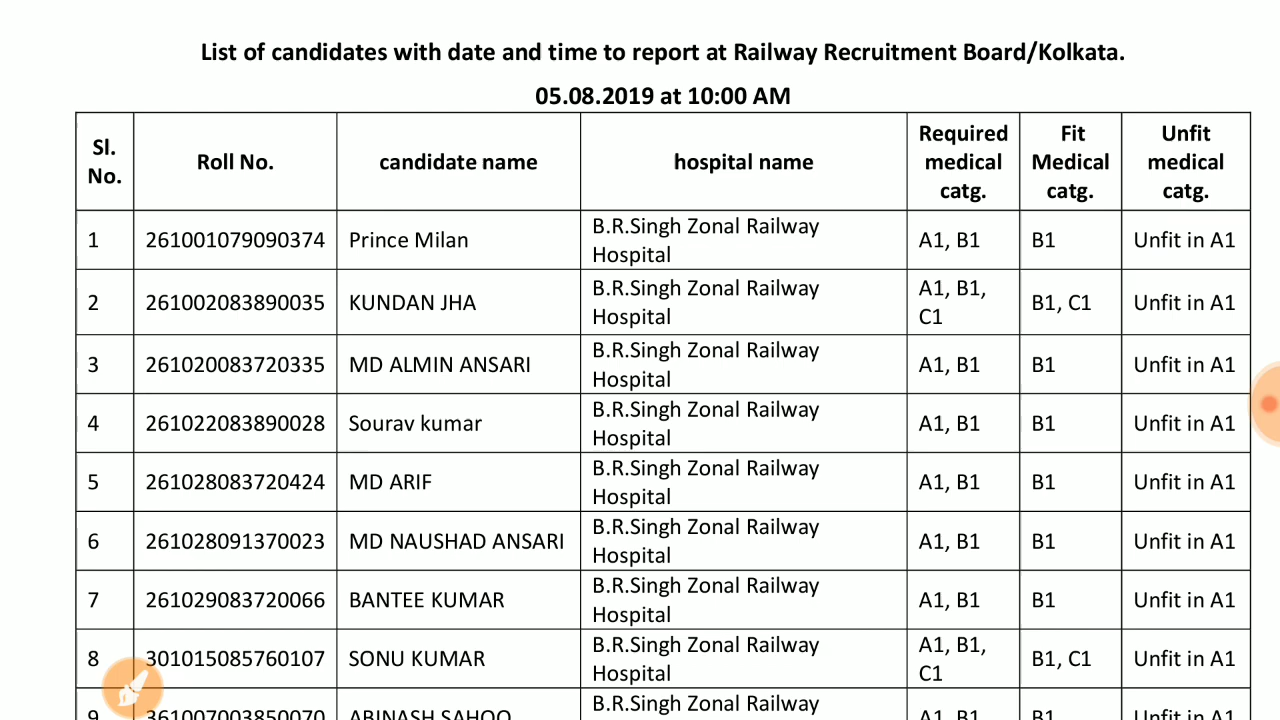 List of candidates with date and time to report at Railway Recruitment Board/Kolkata.
05.08.2019 at 10:00 AM
Sl. No. Roll No. candidate name hospital name Required medical catg. Fit Medical catg. Unfit medical catg.
1 261001079090374 Prince Milan B.R.Singh Zonal Railway Hospital A1, B1 B1 Unfit in A1
2 261002083890035 KUNDAN JHA B.R.Singh Zonal Railway Hospital A1, B1, C1 B1, C1 Unfit in A1
3 261020083720335 MD ALMIN ANSARI B.R.Singh Zonal Railway Hospital A1, B1 B1 Unfit in A1
4 261022083890028 Sourav kumar B.R.Singh Zonal Railway Hospital A1, B1 B1 Unfit in A1
5 261028083720424 MD ARIF B.R.Singh Zonal Railway Hospital A1, B1 B1 Unfit in A1
6 261028091370023 MD NAUSHAD ANSARI B.R.Singh Zonal Railway Hospital A1, B1 B1 Unfit in A1
7 261029083720066 BANTEE KUMAR B.R.Singh Zonal Railway Hospital A1, B1 B1 Unfit in A1
8 301015085760107 SONU KUMAR B.R.Singh Zonal Railway Hospital A1, B1, C1 B1, C1 Unfit in A1
9 361007003850070 ABINASH SAHOO B.R.Singh Zonal Railway A1, B1 B1 Unfit in A1